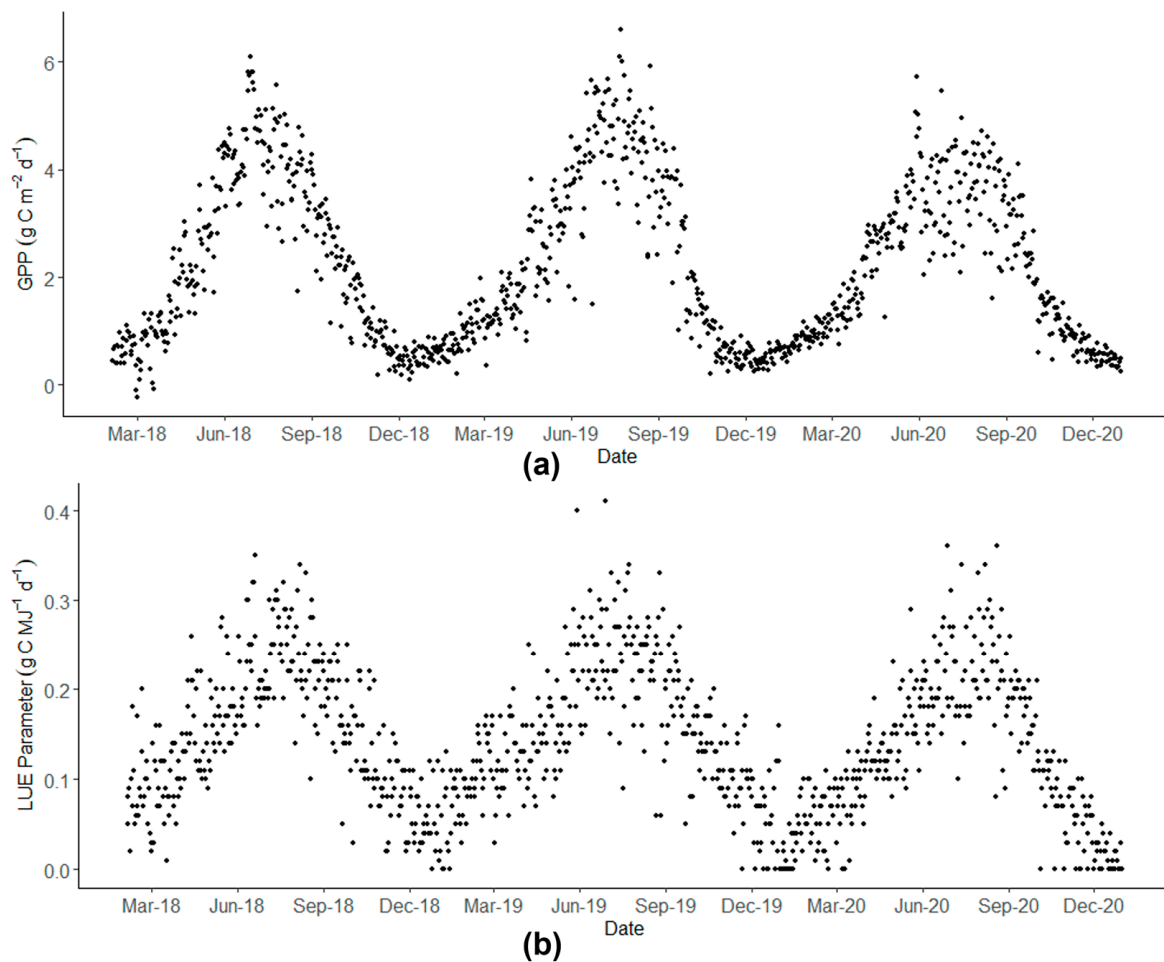 6
4
2
0
GPP (g C m⁻² d⁻¹)
Mar-18 Jun-18 Sep-18 Dec-18 Mar-19 Jun-19 Sep-19 Dec-19 Mar-20 Jun-20 Sep-20 Dec-20
Date
(a)
0.4
0.3
0.2
0.1
0.0
LUE Parameter (g C MJ⁻¹ d⁻¹)
Mar-18 Jun-18 Sep-18 Dec-18 Mar-19 Jun-19 Sep-19 Dec-19 Mar-20 Jun-20 Sep-20 Dec-20
Date
(b)